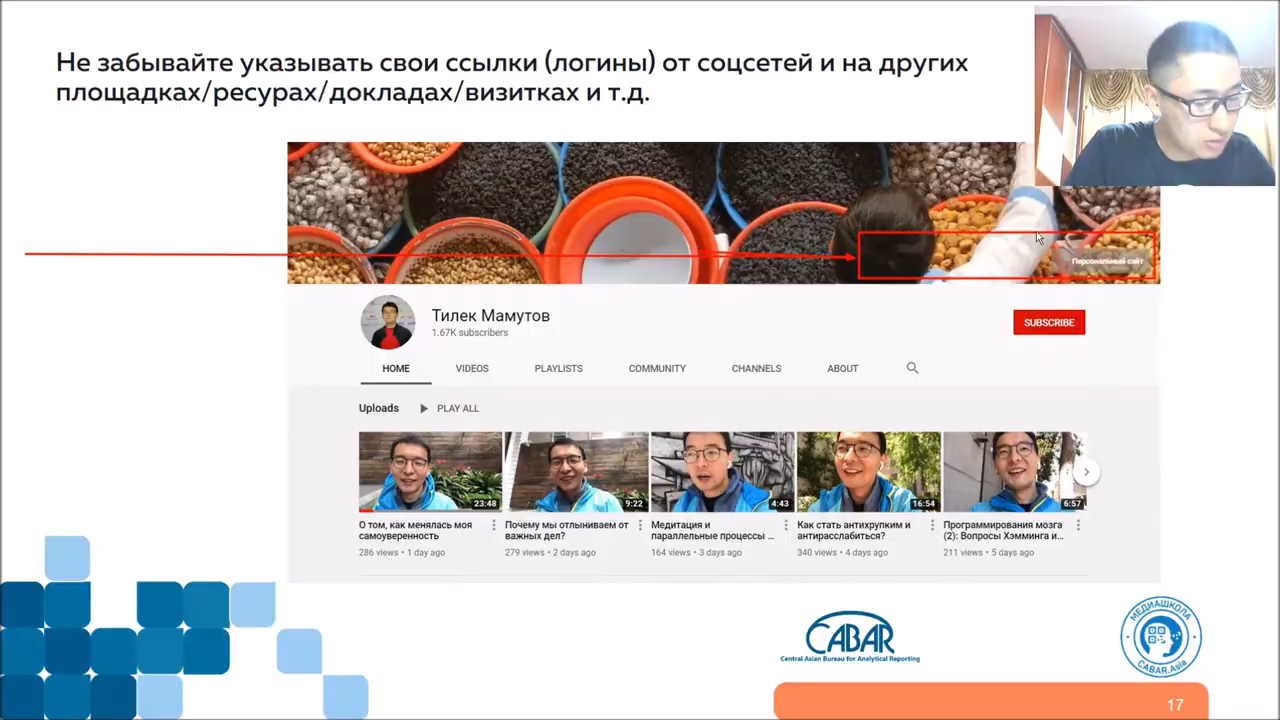 Не забывайте указывать свои ссылки (логины) от соцсетей и на других
площадках/ресурсах/докладах/визитках и т.д.
Персональный сайт
Тилек Мамутов
1.67K subscribers
SUBSCRIBE
HOME VIDEOS PLAYLISTS COMMUNITY CHANNELS ABOUT
Uploads PLAY ALL
23:48 9:22 4:43 16:54 6:57
О том, как менялась моя
самоуверенность
286 views • 1 day ago
Почему мы отлыниваем от
важных дел?
279 views • 2 days ago
Медитация и
параллельные процессы ...
164 views • 3 days ago
Как стать антихрупким и
антирасслабиться?
340 views • 4 days ago
Программирования мозга
(2): Вопросы Хэмминга и...
211 views • 5 days ago
CABAR
Central Asian Bureau for Analytical Reporting
МЕДИАШКОЛА
CABAR.Asia
17